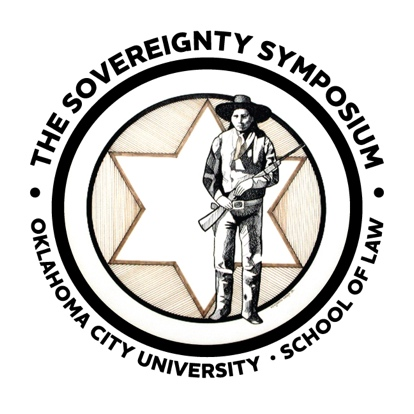 THE SOVEREIGNTY SYMPOSIUM
• OKLAHOMA CITY UNIVERSITY • SCHOOL OF LAW •